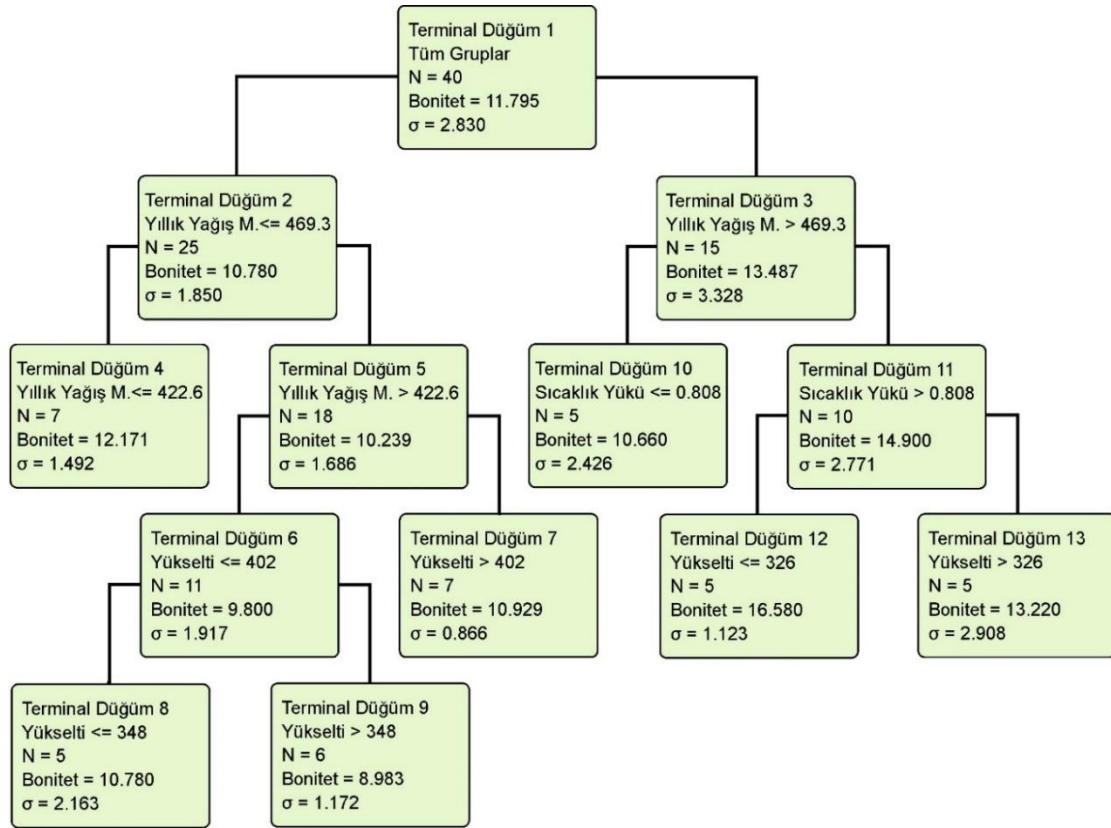 Terminal Düğüm 1
Tüm Gruplar
N = 40
Bonitet = 11.795
σ = 2.830
Terminal Düğüm 2
Yıllık Yağış M.<= 469.3
N = 25
Bonitet = 10.780
σ = 1.850
Terminal Düğüm 3
Yıllık Yağış M. > 469.3
N = 15
Bonitet = 13.487
σ = 3.328
Terminal Düğüm 4
Yıllık Yağış M.<= 422.6
N = 7
Bonitet = 12.171
σ = 1.492
Terminal Düğüm 5
Yıllık Yağış M. > 422.6
N = 18
Bonitet = 10.239
σ = 1.686
Terminal Düğüm 10
Sıcaklık Yükü <= 0.808
N = 5
Bonitet = 10.660
σ = 2.426
Terminal Düğüm 11
Sıcaklık Yükü > 0.808
N = 10
Bonitet = 14.900
σ = 2.771
Terminal Düğüm 6
Yükselti <= 402
N = 11
Bonitet = 9.800
σ = 1.917
Terminal Düğüm 7
Yükselti > 402
N = 7
Bonitet = 10.929
σ = 0.866
Terminal Düğüm 12
Yükselti <= 326
N = 5
Bonitet = 16.580
σ = 1.123
Terminal Düğüm 13
Yükselti > 326
N = 5
Bonitet = 13.220
σ = 2.908
Terminal Düğüm 8
Yükselti <= 348
N = 5
Bonitet = 10.780
σ = 2.163
Terminal Düğüm 9
Yükselti > 348
N = 6
Bonitet = 8.983
σ = 1.172